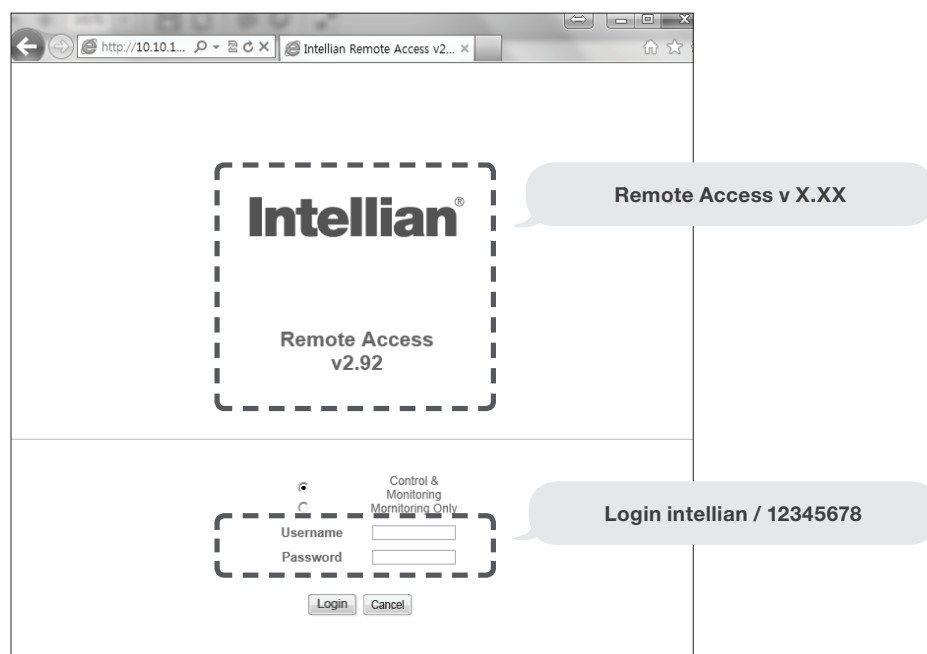 http://10.10.1...
Intellian Remote Access v2...
Remote Access v X.XX
Intellian®
Remote Access
v2.92
Control &
Monitoring
Mornitoring Only
Login intellian / 12345678
Username
Password
Login
Cancel